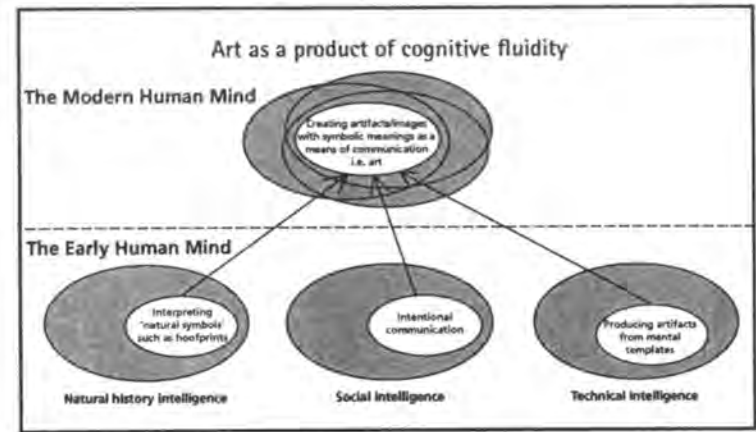 Art as a product of cognitive fluidity
The Modern Human Mind
Creating artifacts/images
with symbolic meanings as a
means of communication
i.e. art
The Early Human Mind
Interpreting
'natural symbols'
such as hoofprints
Intentional
communication
Producing artifacts
from mental
templates
Natural history intelligence
Social intelligence
Technical intelligence